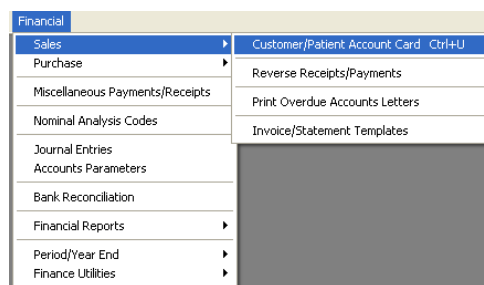 Financial
Sales
Purchase
Miscellaneous Payments/Receipts
Nominal Analysis Codes
Journal Entries
Accounts Parameters
Bank Reconciliation
Financial Reports
Period/Year End
Finance Utilities
Customer/Patient Account Card Ctrl+U
Reverse Receipts/Payments
Print Overdue Accounts Letters
Invoice/Statement Templates